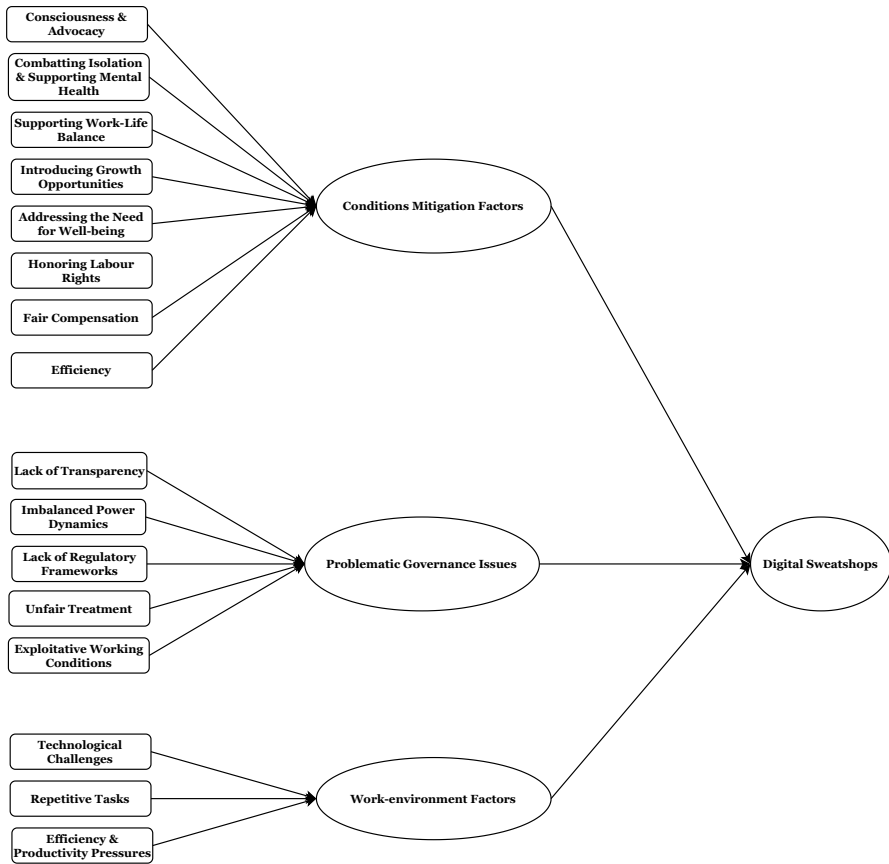 Consciousness &
Advocacy
Combatting Isolation
& Supporting Mental
Health
Supporting Work-Life
Balance
Introducing Growth
Opportunities
Addressing the Need
for Well-being
Honoring Labour
Rights
Fair Compensation
Efficiency
Conditions Mitigation Factors
Lack of Transparency
Imbalanced Power
Dynamics
Lack of Regulatory
Frameworks
Unfair Treatment
Exploitative Working
Conditions
Problematic Governance Issues
Digital Sweatshops
Technological
Challenges
Repetitive Tasks
Efficiency &
Productivity Pressures
Work-environment Factors